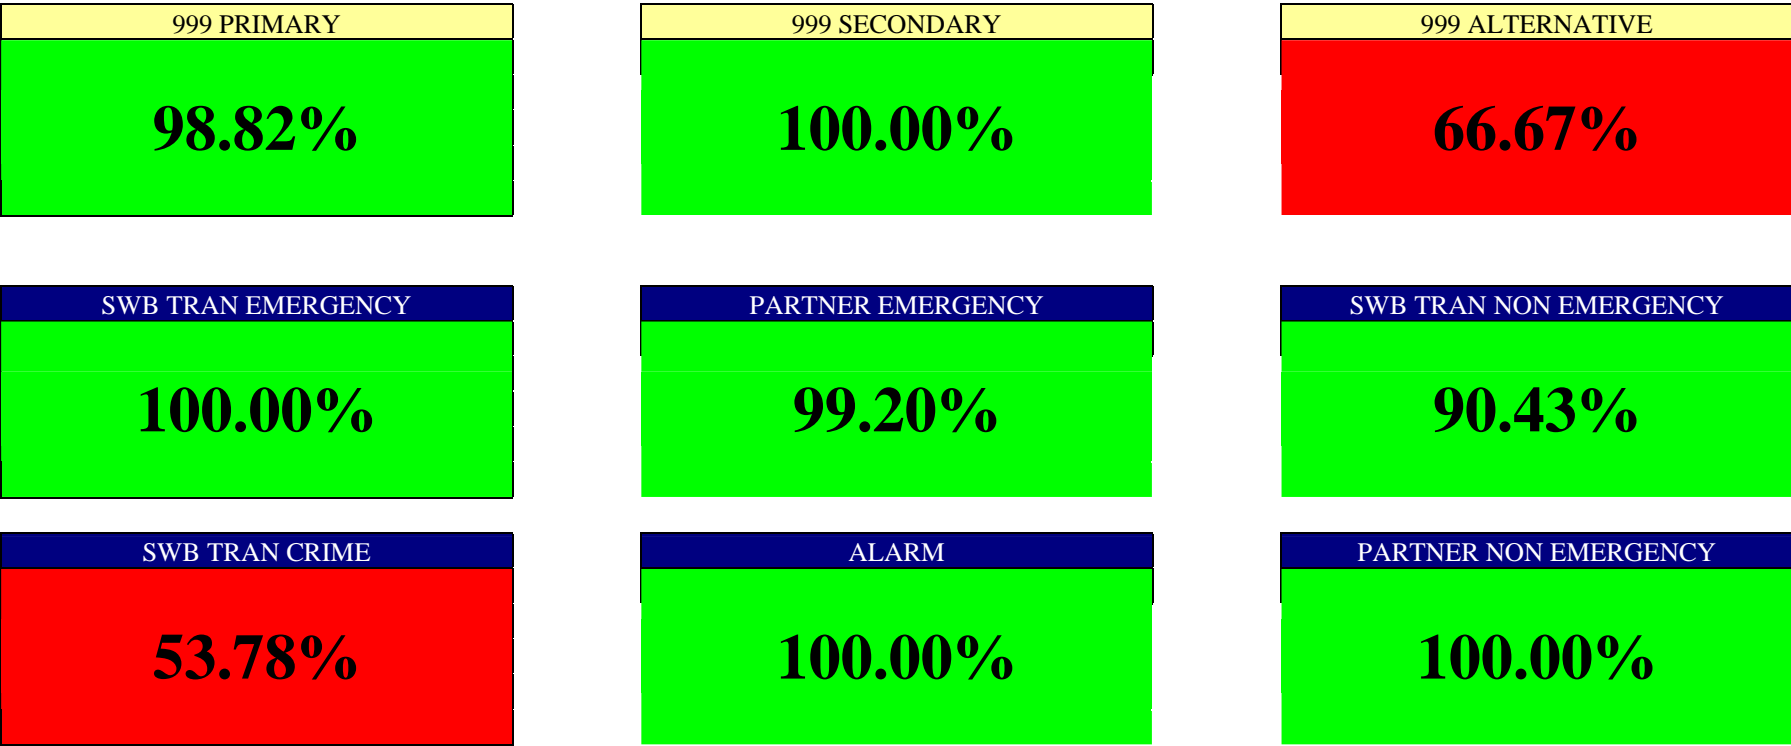 999 PRIMARY
98.82%
999 SECONDARY
100.00%
999 ALTERNATIVE
66.67%
SWB TRAN EMERGENCY
100.00%
PARTNER EMERGENCY
99.20%
SWB TRAN NON EMERGENCY
90.43%
SWB TRAN CRIME
53.78%
ALARM
100.00%
PARTNER NON EMERGENCY
100.00%